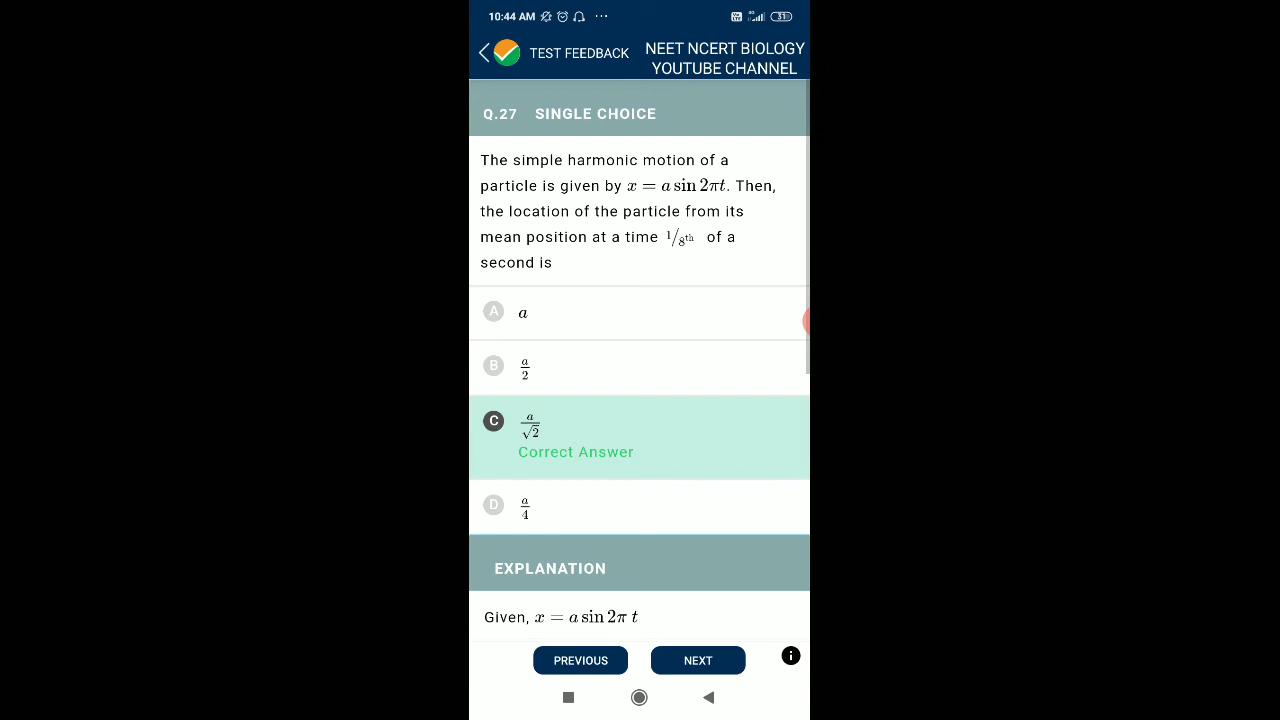 10:44 AM ...
31
TEST FEEDBACK
NEET NCERT BIOLOGY
YOUTUBE CHANNEL
Q.27 SINGLE CHOICE
The simple harmonic motion of a
particle is given by x = a sin 2πt. Then,
the location of the particle from its
mean position at a time 1/8th of a
second is
A a
B a/2
C a/√2
Correct Answer
D a/4
EXPLANATION
Given, x = a sin 2π t
PREVIOUS NEXT